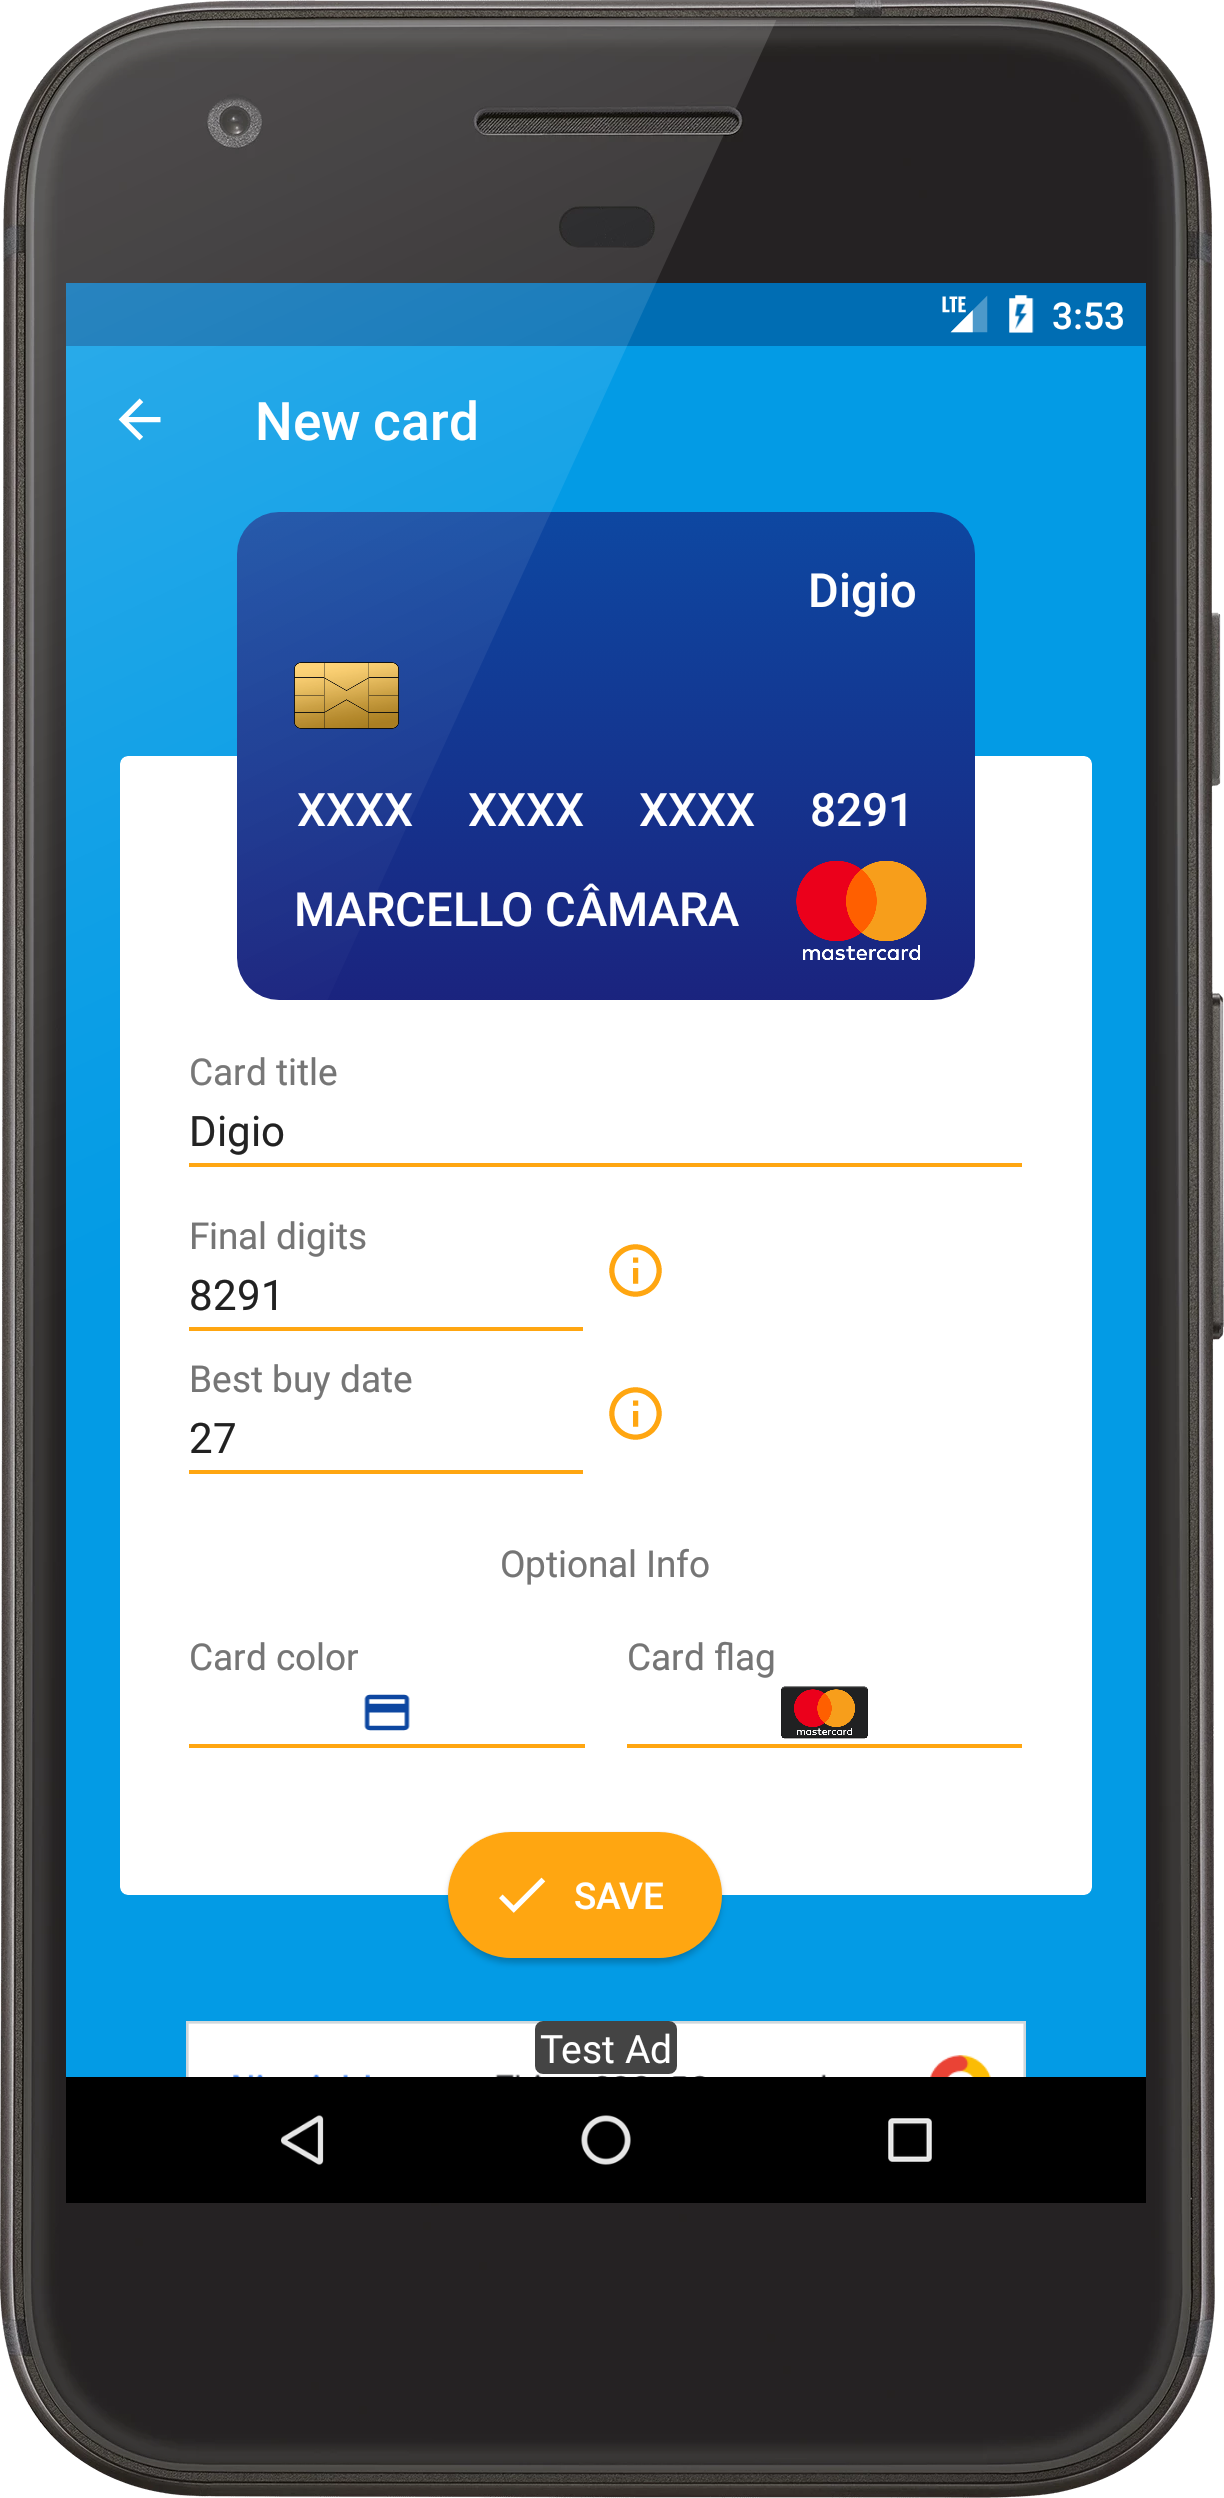 LTE 3:53
New card
Digio
XXXX XXXX XXXX 8291
MARCELLO CÂMARA
mastercard
Card title
Digio
Final digits
8291
Best buy date
27
Optional Info
Card color Card flag
mastercard
SAVE
Test Ad